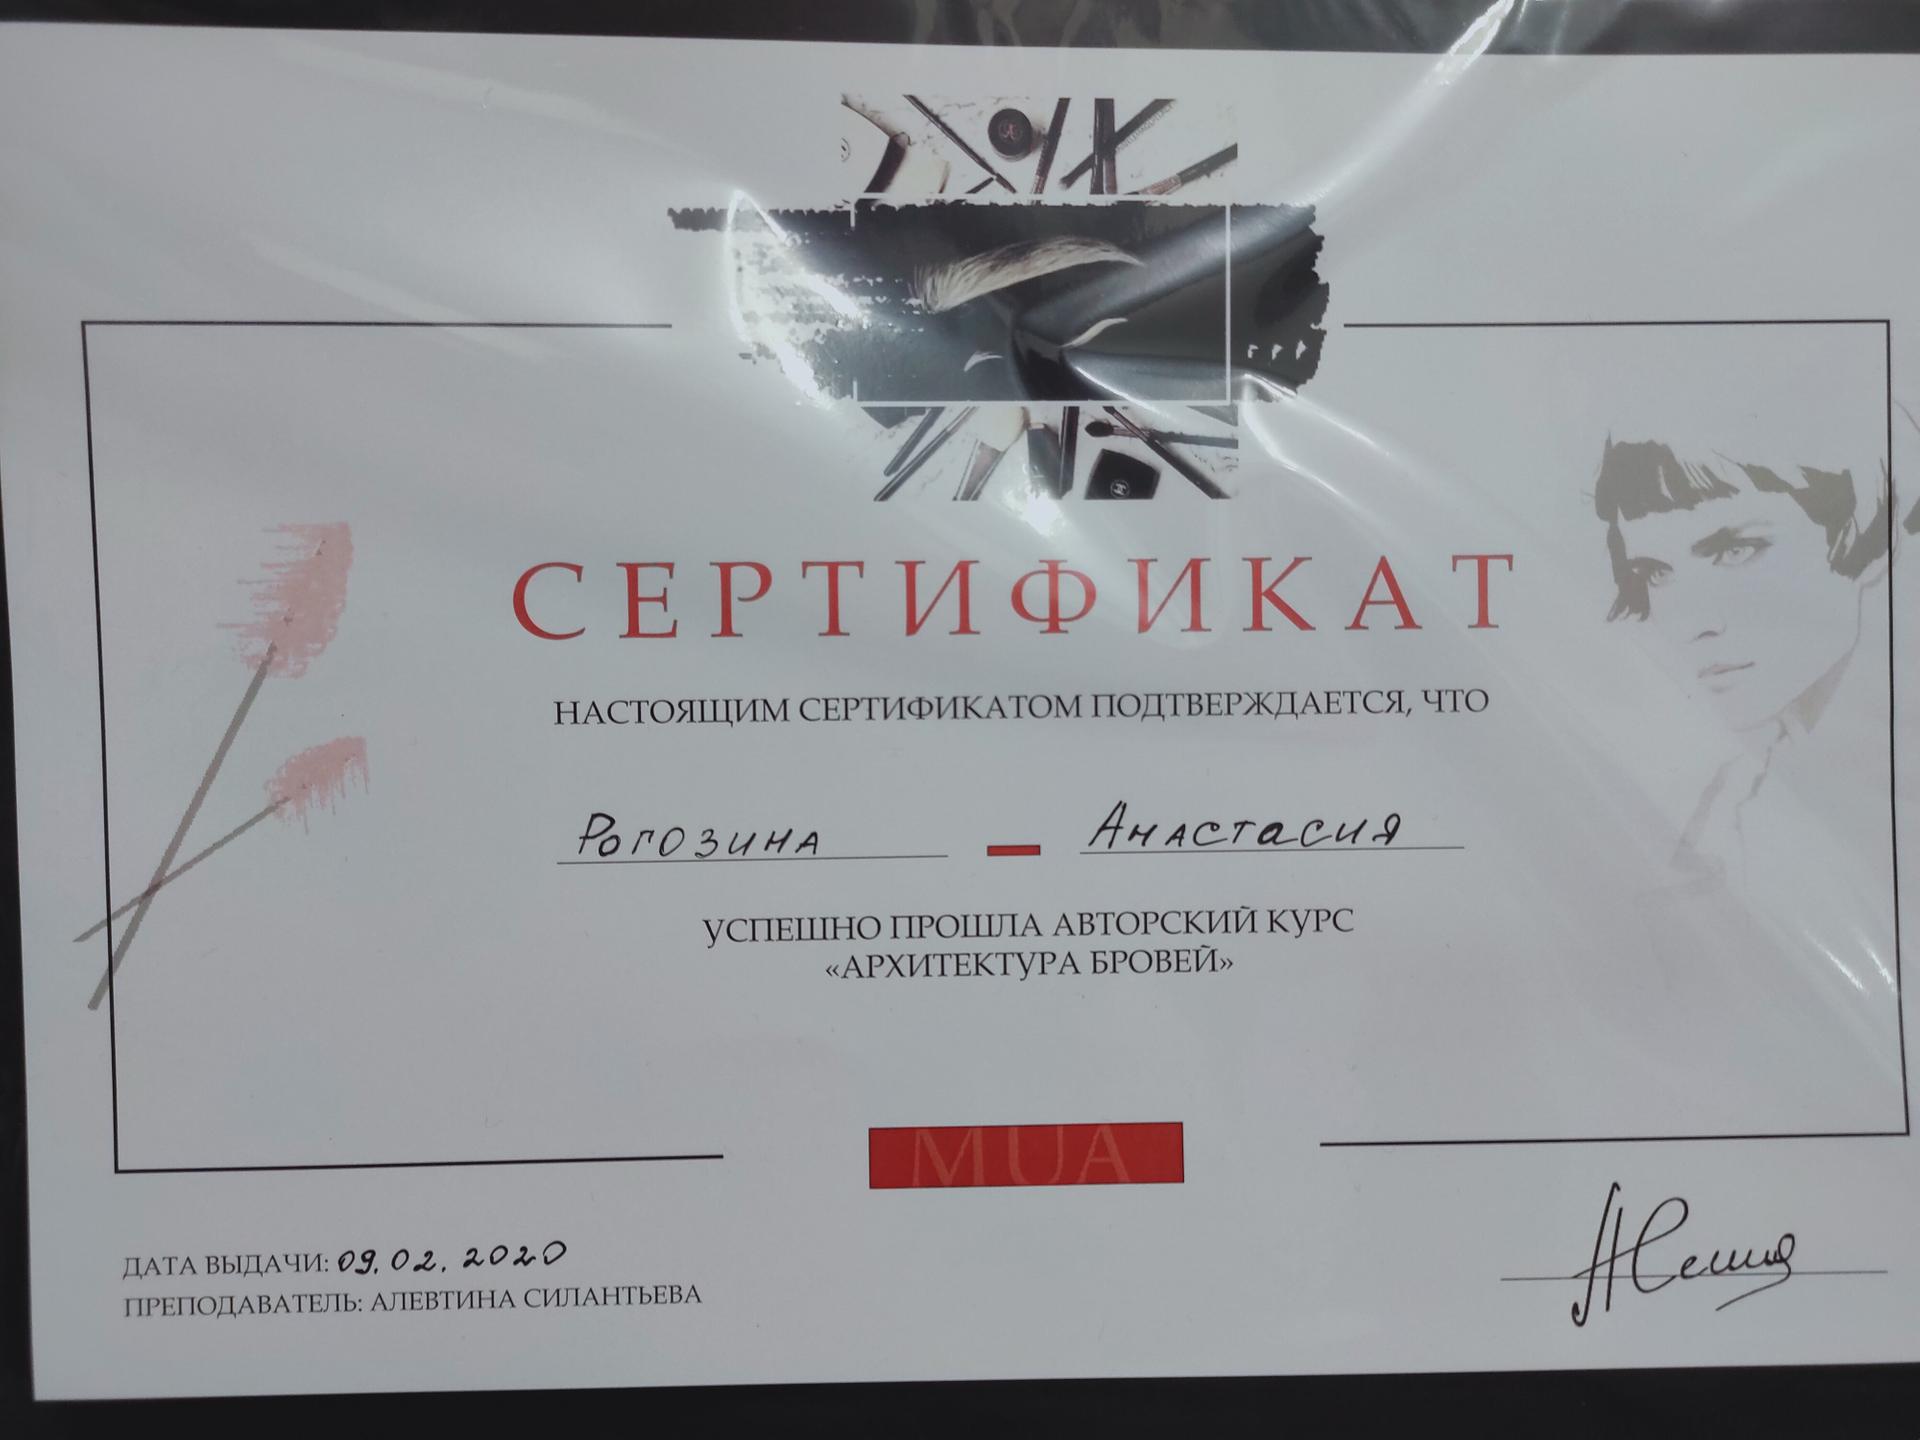 СЕРТИФИКАТ
НАСТОЯЩИМ СЕРТИФИКАТОМ ПОДТВЕРЖДАЕТСЯ, ЧТО
Рогозина — Анастасия
УСПЕШНО ПРОШЛА АВТОРСКИЙ КУРС
«АРХИТЕКТУРА БРОВЕЙ»
MUA
ДАТА ВЫДАЧИ: 09.02.2020
ПРЕПОДАВАТЕЛЬ: АЛЕВТИНА СИЛАНТЬЕВА